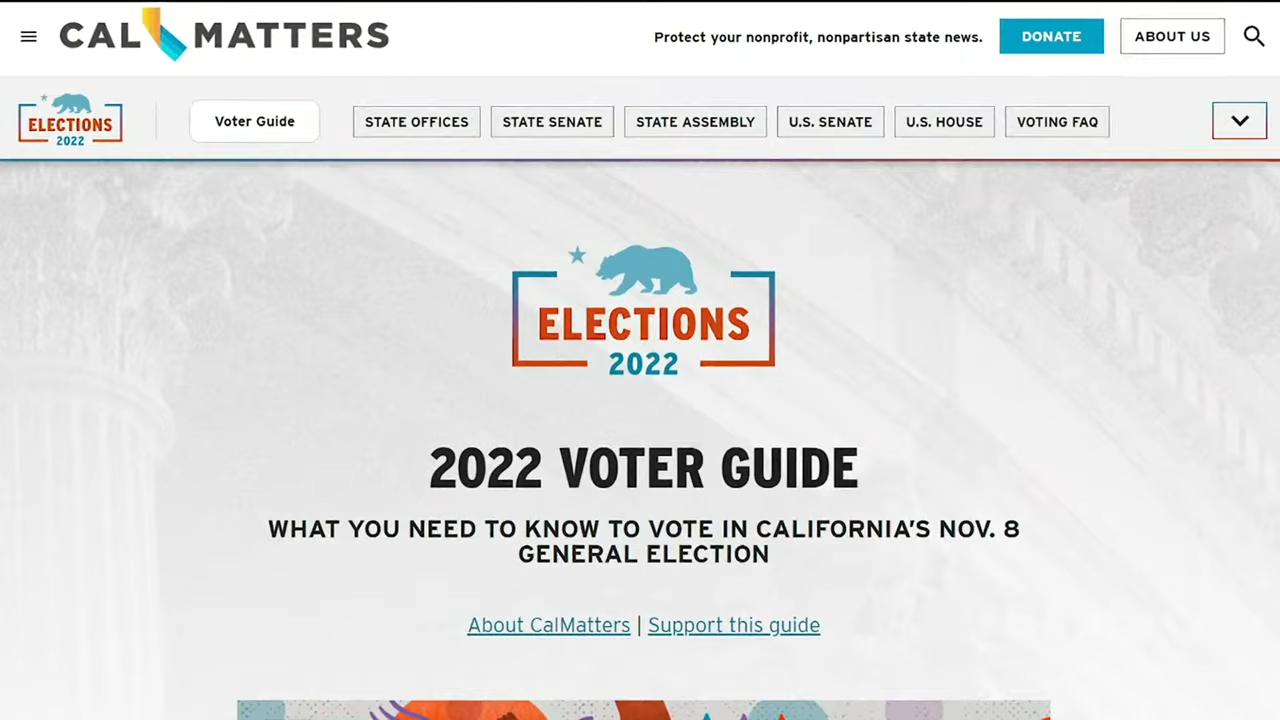 CAL MATTERS
Protect your nonprofit, nonpartisan state news.
DONATE
ABOUT US
ELECTIONS
2022
Voter Guide
STATE OFFICES
STATE SENATE
STATE ASSEMBLY
U.S. SENATE
U.S. HOUSE
VOTING FAQ
ELECTIONS
2022
2022 VOTER GUIDE
WHAT YOU NEED TO KNOW TO VOTE IN CALIFORNIA'S NOV. 8
GENERAL ELECTION
About CalMatters | Support this guide